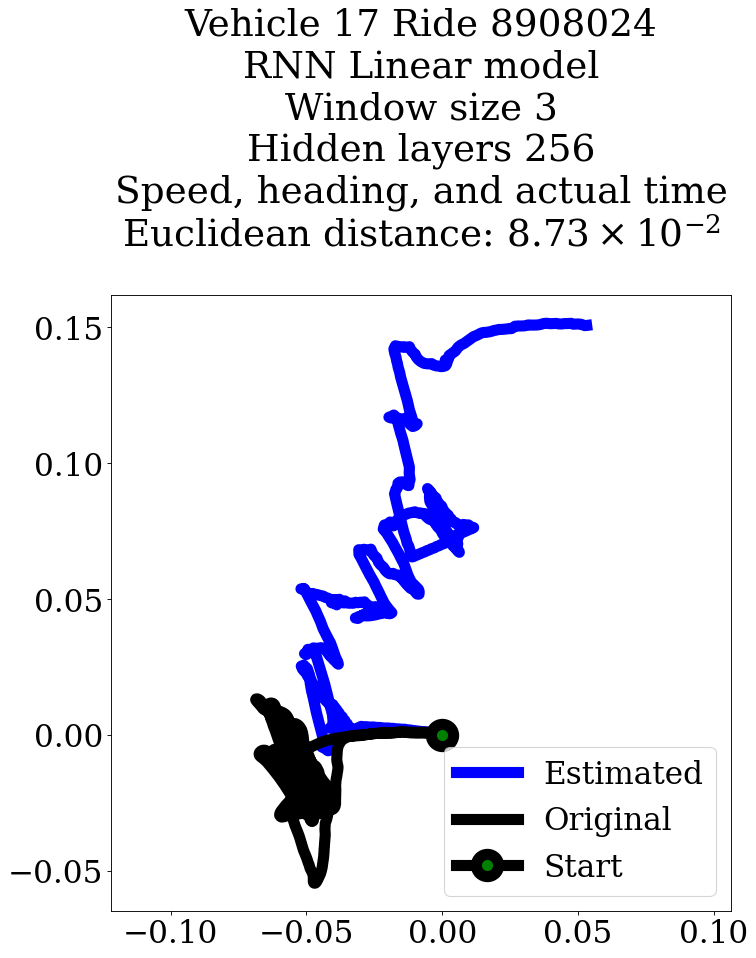 Vehicle 17 Ride 8908024
RNN Linear model
Window size 3
Hidden layers 256
Speed, heading, and actual time
Euclidean distance: 8.73 × 10⁻²
0.15
0.10
0.05
0.00
−0.05
Estimated
Original
Start
−0.10 −0.05 0.00 0.05 0.10